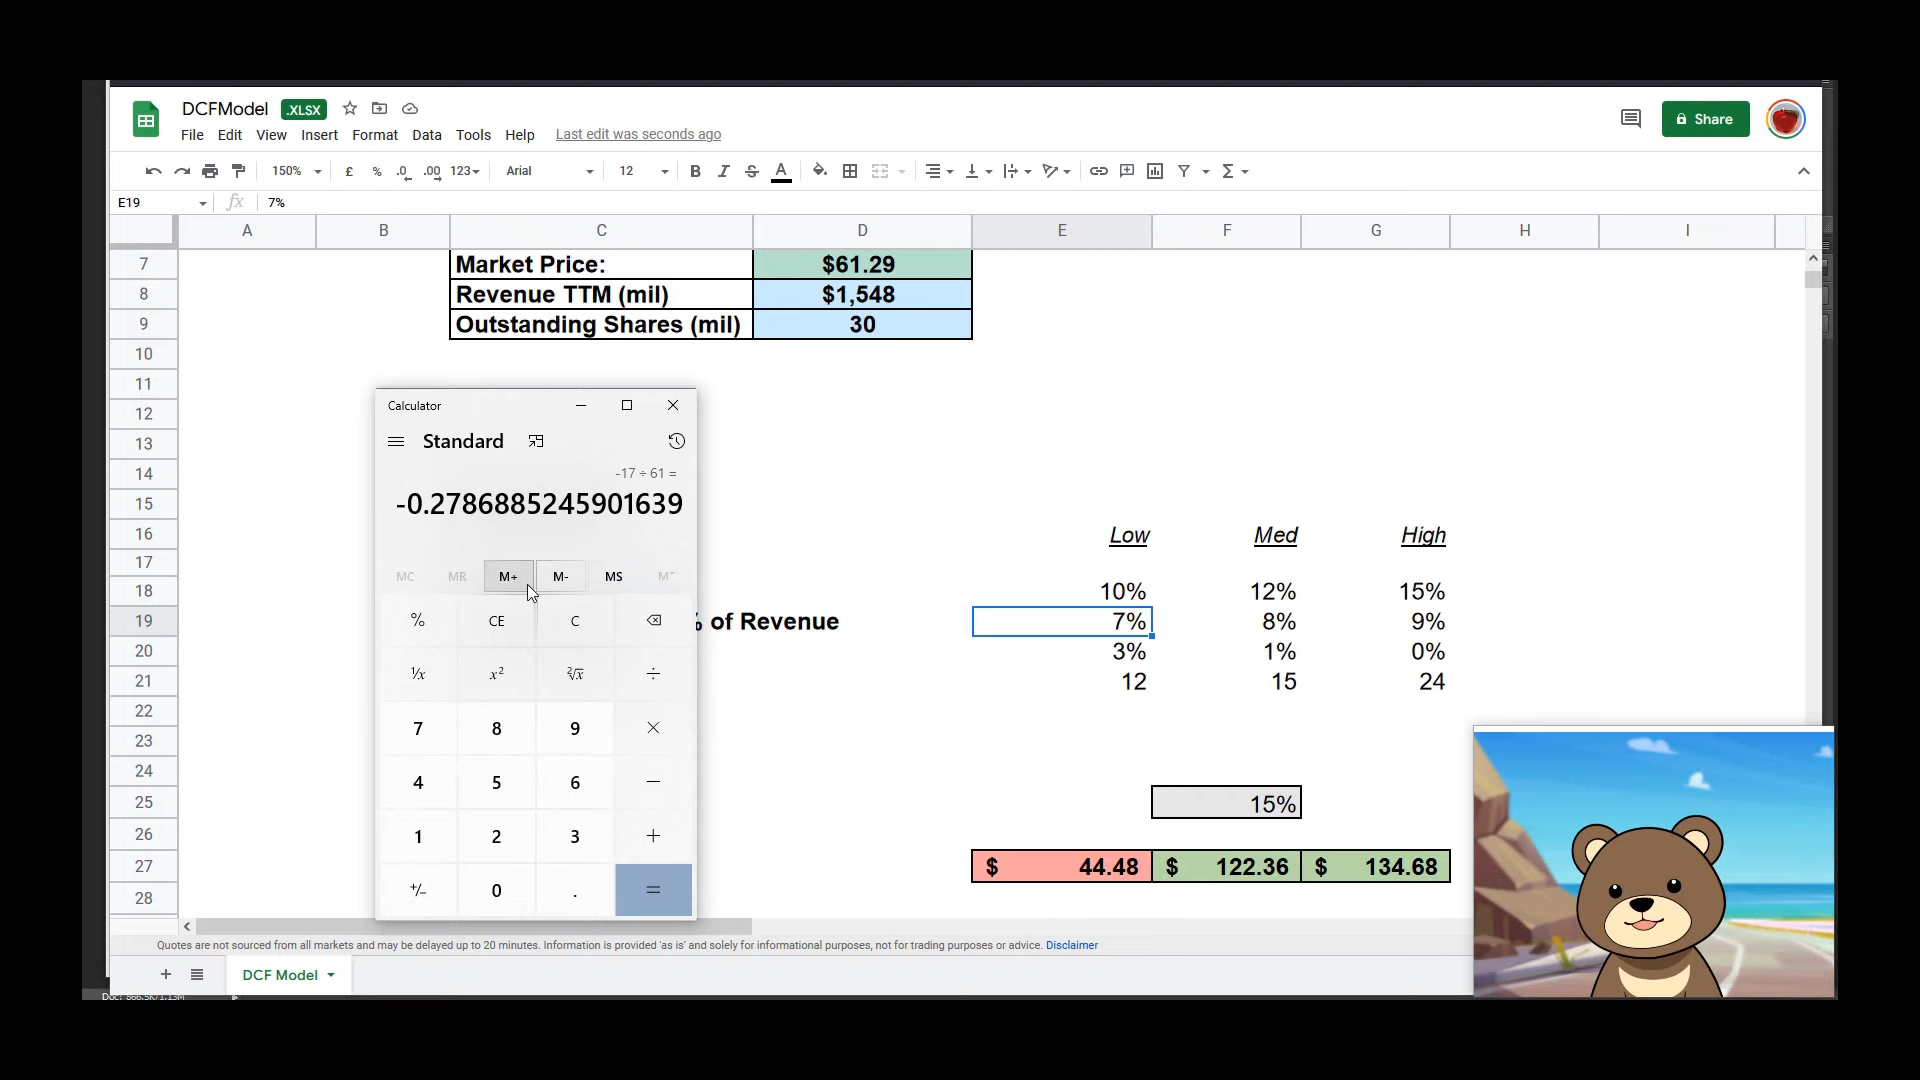 DCFModel .XLSX
File Edit View Insert Format Data Tools Help Last edit was seconds ago
Share
150% £ % .0 .00 123 Arial 12 B I S A
E19 fx 7%
A B C D E F G H I
7 Market Price: $61.29
8 Revenue TTM (mil) $1,548
9 Outstanding Shares (mil) 30
10
11
12
13
14
15
16 Low Med High
17
18 10% 12% 15%
19 of Revenue 7% 8% 9%
20 3% 1% 0%
21 12 15 24
22
23
24
25 15%
26
27 $ 44.48 $ 122.36 $ 134.68
28
Calculator
Standard
-17 ÷ 61 =
-0.2786885245901639
MC MR M+ M- MS M˅
% CE C
¹/x x² ²√x ÷
7 8 9 ×
4 5 6 −
1 2 3 +
+/− 0 . =
Quotes are not sourced from all markets and may be delayed up to 20 minutes. Information is provided 'as is' and solely for informational purposes, not for trading purposes or advice. Disclaimer
DCF Model